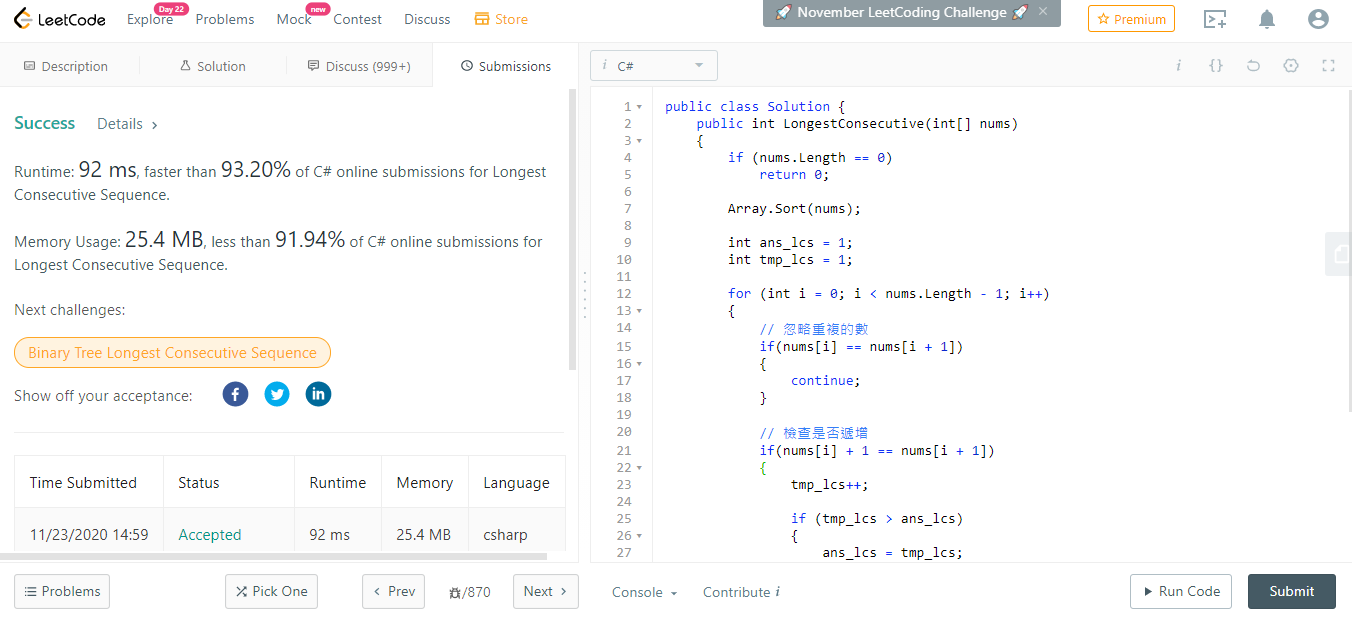 LeetCode Explore Day 22 Problems Mock new Contest Discuss Store November LeetCoding Challenge × Premium
Description Solution Discuss (999+) Submissions
i C#
Success Details >
Runtime: 92 ms, faster than 93.20% of C# online submissions for Longest
Consecutive Sequence.
Memory Usage: 25.4 MB, less than 91.94% of C# online submissions for
Longest Consecutive Sequence.
Next challenges:
Binary Tree Longest Consecutive Sequence
Show off your acceptance:
Time Submitted Status Runtime Memory Language
11/23/2020 14:59 Accepted 92 ms 25.4 MB csharp
1 public class Solution {
2 public int LongestConsecutive(int[] nums)
3 {
4 if (nums.Length == 0)
5 return 0;
6
7 Array.Sort(nums);
8
9 int ans_lcs = 1;
10 int tmp_lcs = 1;
11
12 for (int i = 0; i < nums.Length - 1; i++)
13 {
14 // 忽略重複的數
15 if(nums[i] == nums[i + 1])
16 {
17 continue;
18 }
19
20 // 檢查是否遞增
21 if(nums[i] + 1 == nums[i + 1])
22 {
23 tmp_lcs++;
24
25 if (tmp_lcs > ans_lcs)
26 {
27 ans_lcs = tmp_lcs;
Problems Pick One < Prev /870 Next > Console Contribute i Run Code Submit